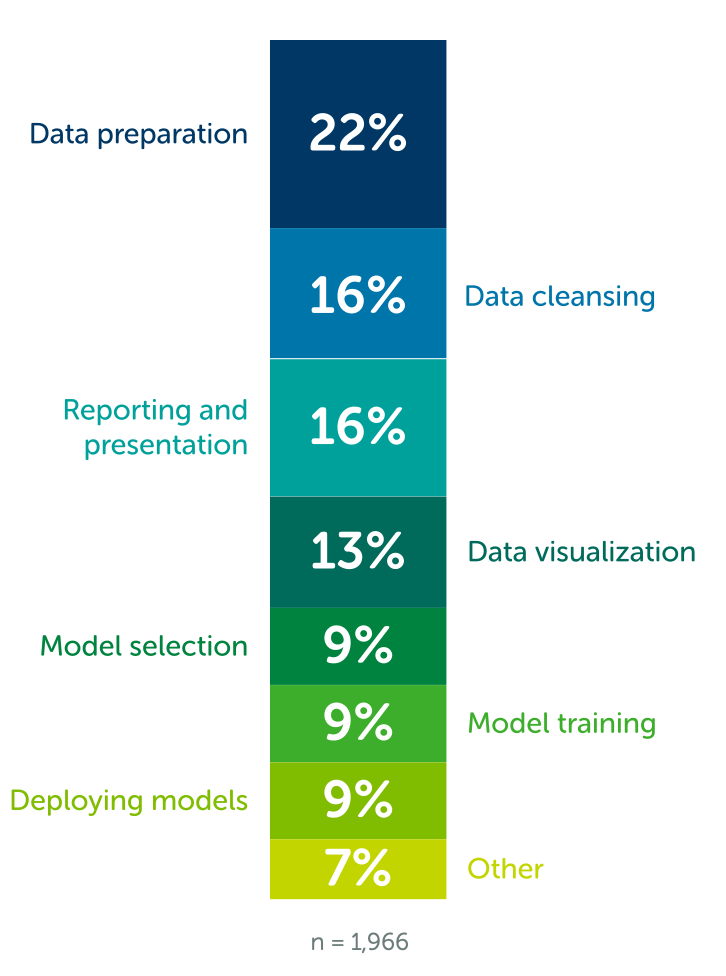 Data preparation
22%
16%
Data cleansing
Reporting and
presentation
16%
13%
Data visualization
Model selection
9%
9%
Model training
Deploying models
9%
7%
Other
n = 1,966